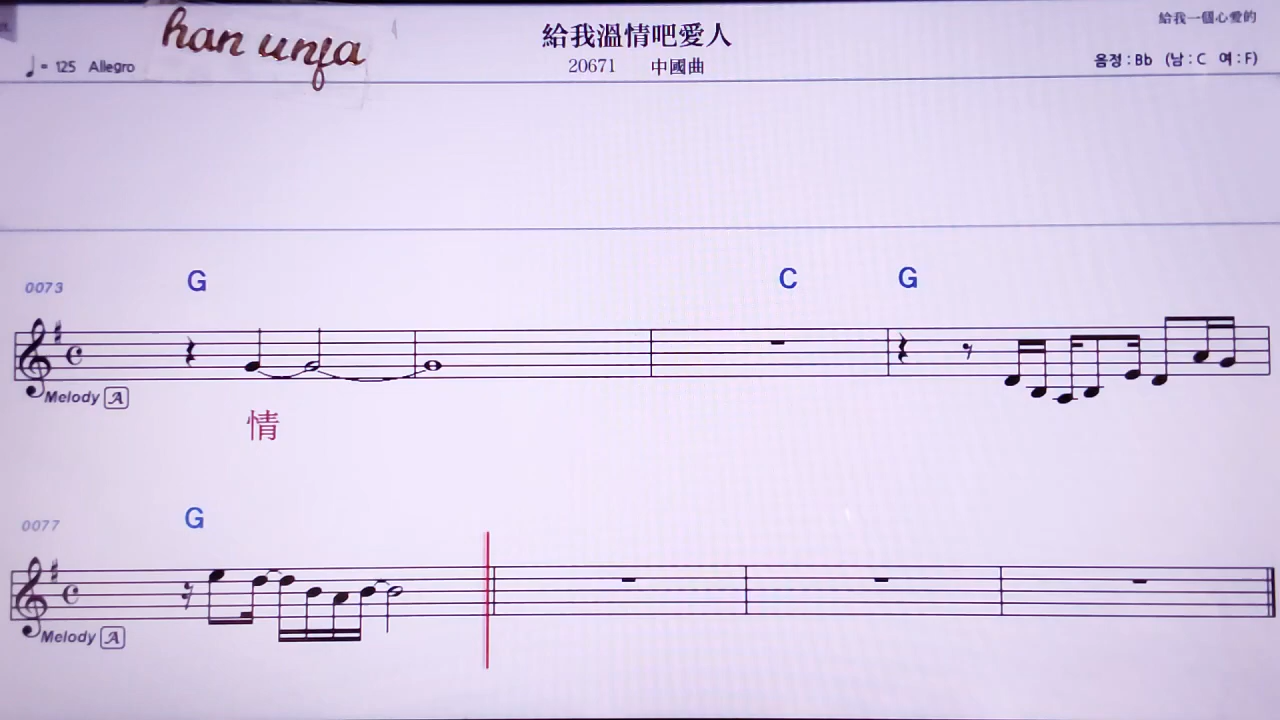 han unfa
給我溫情吧愛人
給我一個心愛的
♩= 125 Allegro
20671 中國曲
음정 : Bb (남 : C 여 : F)
0073 G C G
Melody A
情
0077 G
Melody A